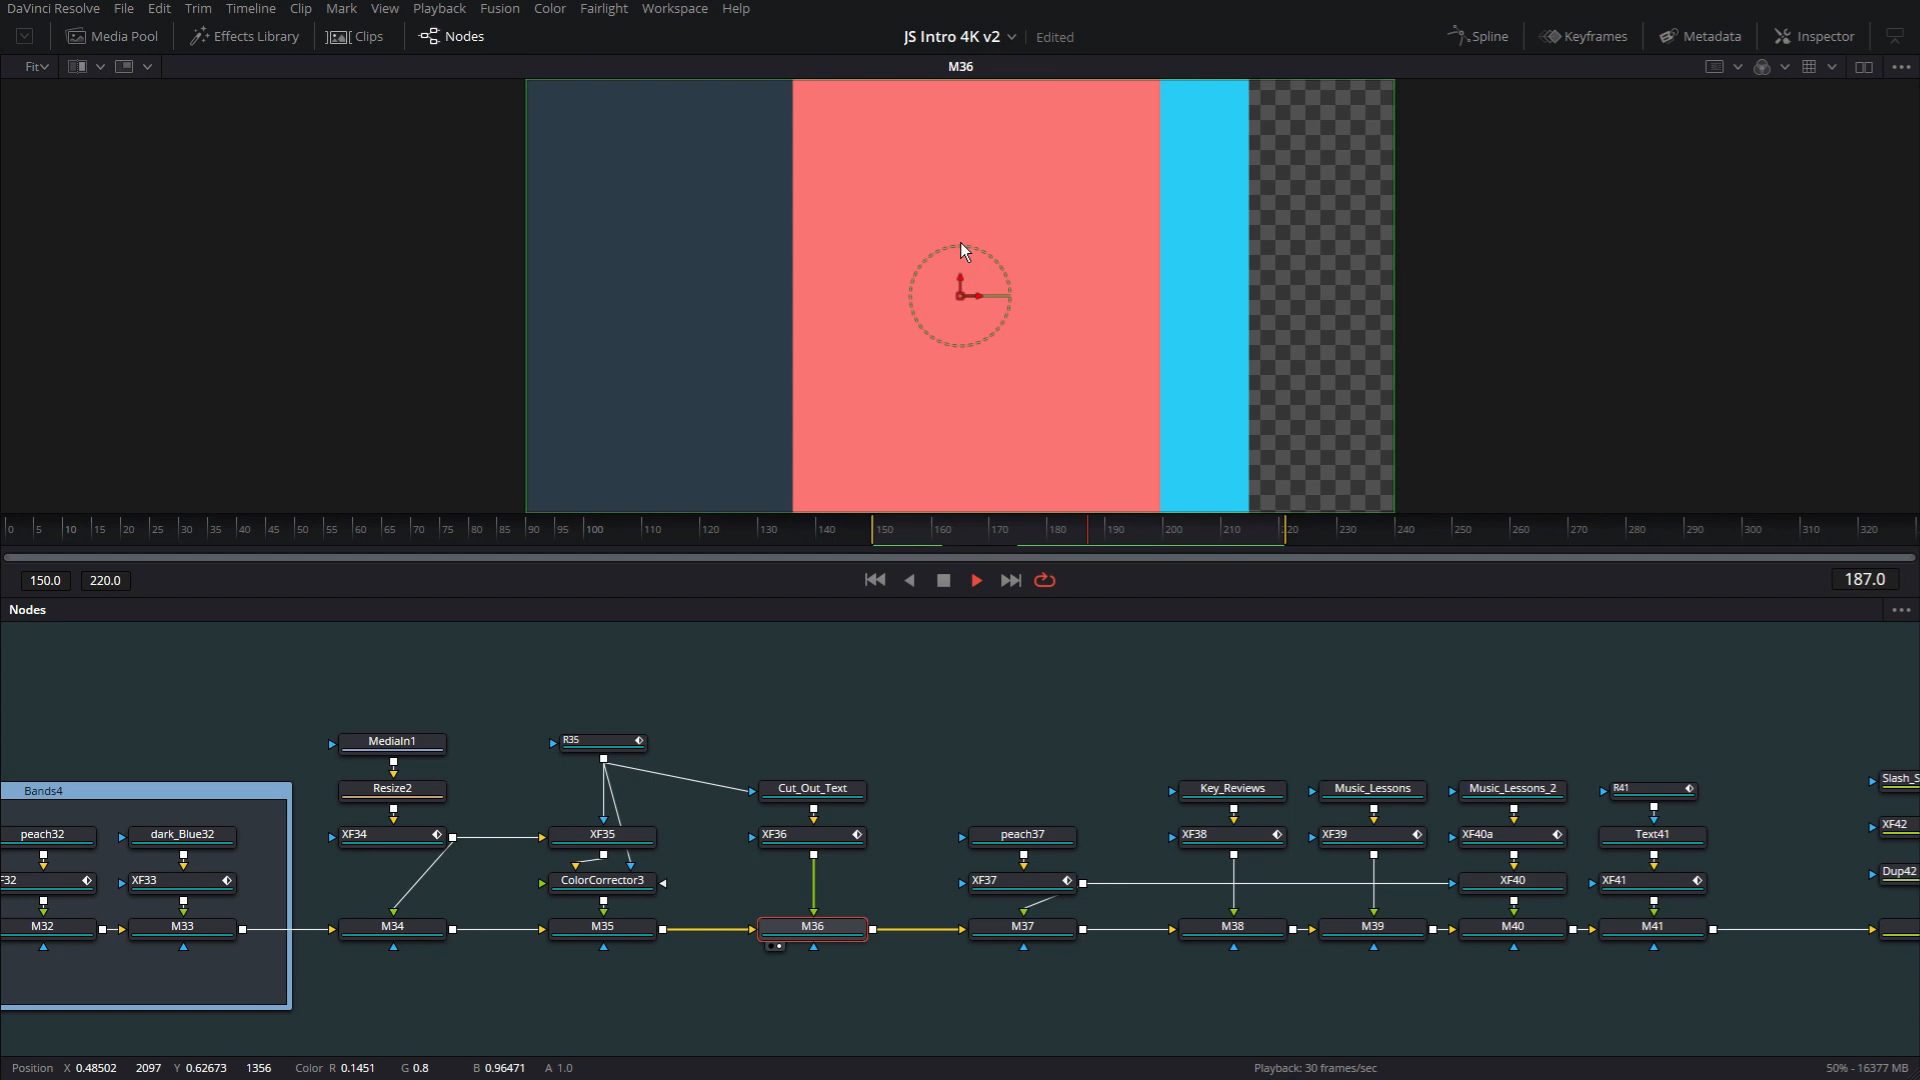 DaVinci Resolve File Edit Trim Timeline Clip Mark View Playback Fusion Color Fairlight Workspace Help
Media Pool Effects Library Clips Nodes JS Intro 4K v2 Edited Spline Keyframes Metadata Inspector
Fit M36
0 5 10 15 20 25 30 35 40 45 50 55 60 65 70 75 80 85 90 95 100 110 120 130 140 150 160 170 180 190 200 210 220 230 240 250 260 270 280 290 300 310 320
150.0 220.0 187.0
Nodes
MediaIn1 R35
Resize2 Cut_Out_Text Key_Reviews Music_Lessons Music_Lessons_2 R41 Slash_S
Bands4
peach32 dark_Blue32 XF34 XF35 XF36 peach37 XF38 XF39 XF40a Text41 XF42
F32 XF33 ColorCorrector3 XF37 XF40 XF41 Dup42
M32 M33 M34 M35 M36 M37 M38 M39 M40 M41
Position X 0.48502 2097 Y 0.62673 1356 Color R 0.1451 G 0.8 B 0.96471 A 1.0 Playback: 30 frames/sec 50% - 16377 MB